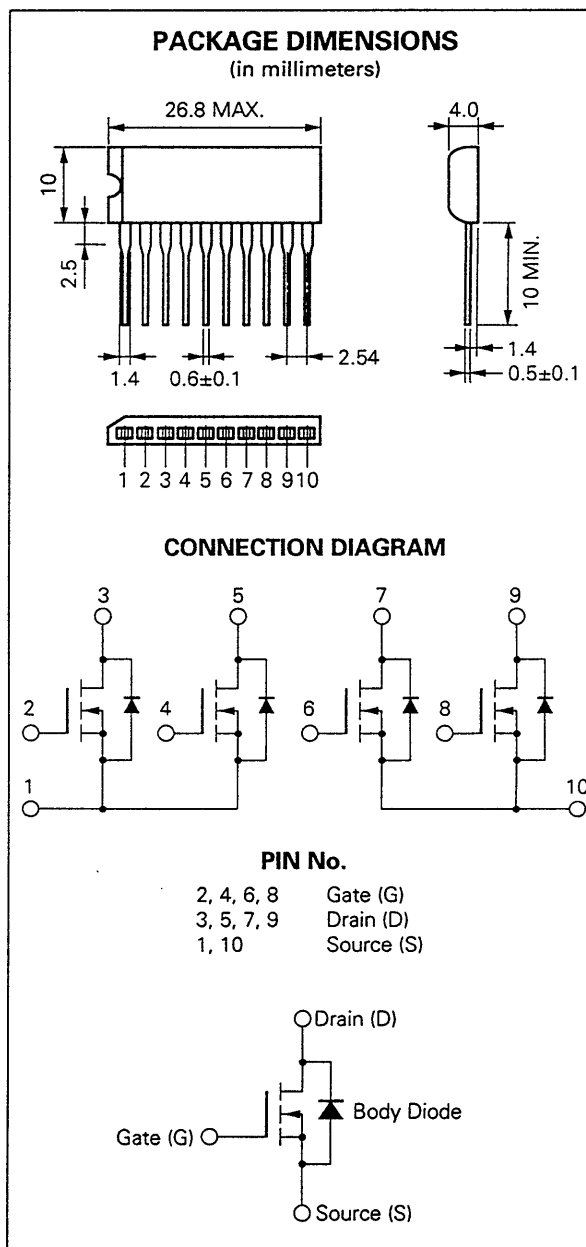 PACKAGE DIMENSIONS
(in millimeters)
26.8 MAX.
4.0
10
2.5
10 MIN.
1.4
0.6±0.1
2.54
1.4
0.5±0.1
1 2 3 4 5 6 7 8 9 10
CONNECTION DIAGRAM
3 5 7 9
2 4 6 8
1 10
PIN No.
2, 4, 6, 8 Gate (G)
3, 5, 7, 9 Drain (D)
1, 10 Source (S)
Drain (D)
Body Diode
Gate (G)
Source (S)